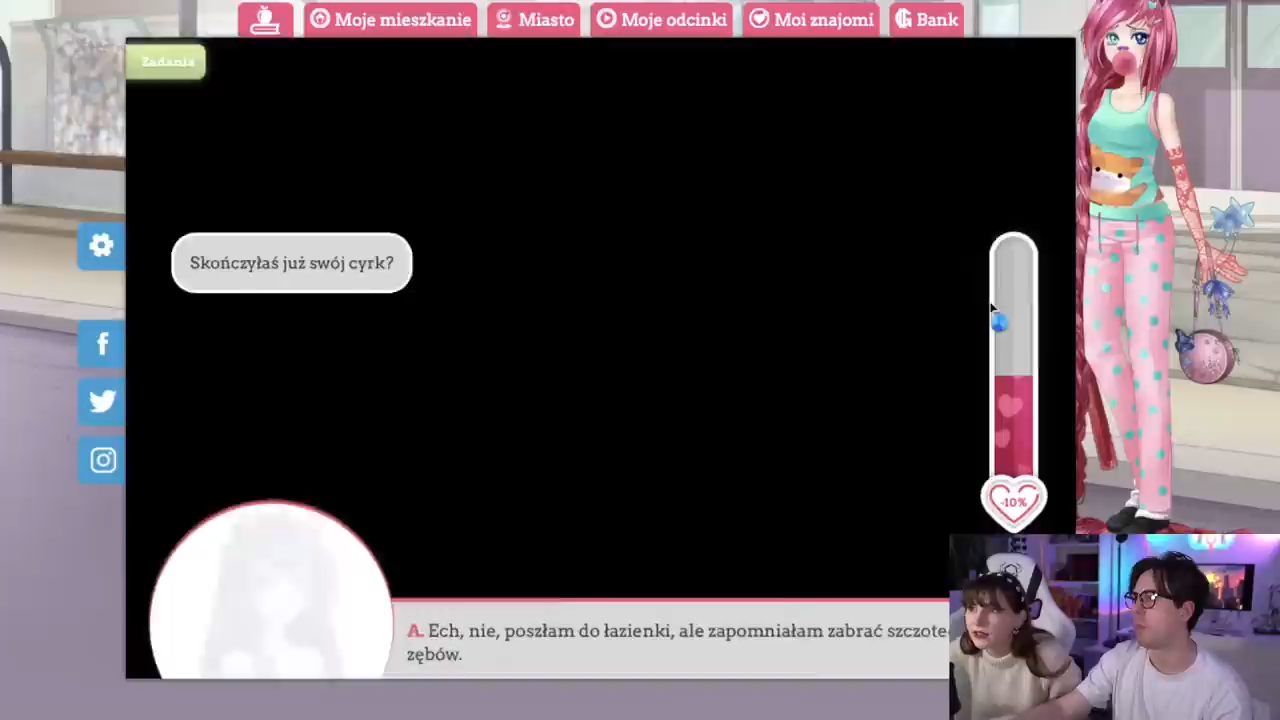 Moje mieszkanie
Miasto
Moje odcinki
Moi znajomi
Bank
Zadania
Skończyłaś już swój cyrk?
-10%
A. Ech, nie, poszłam do łazienki, ale zapomniałam zabrać
zębów.